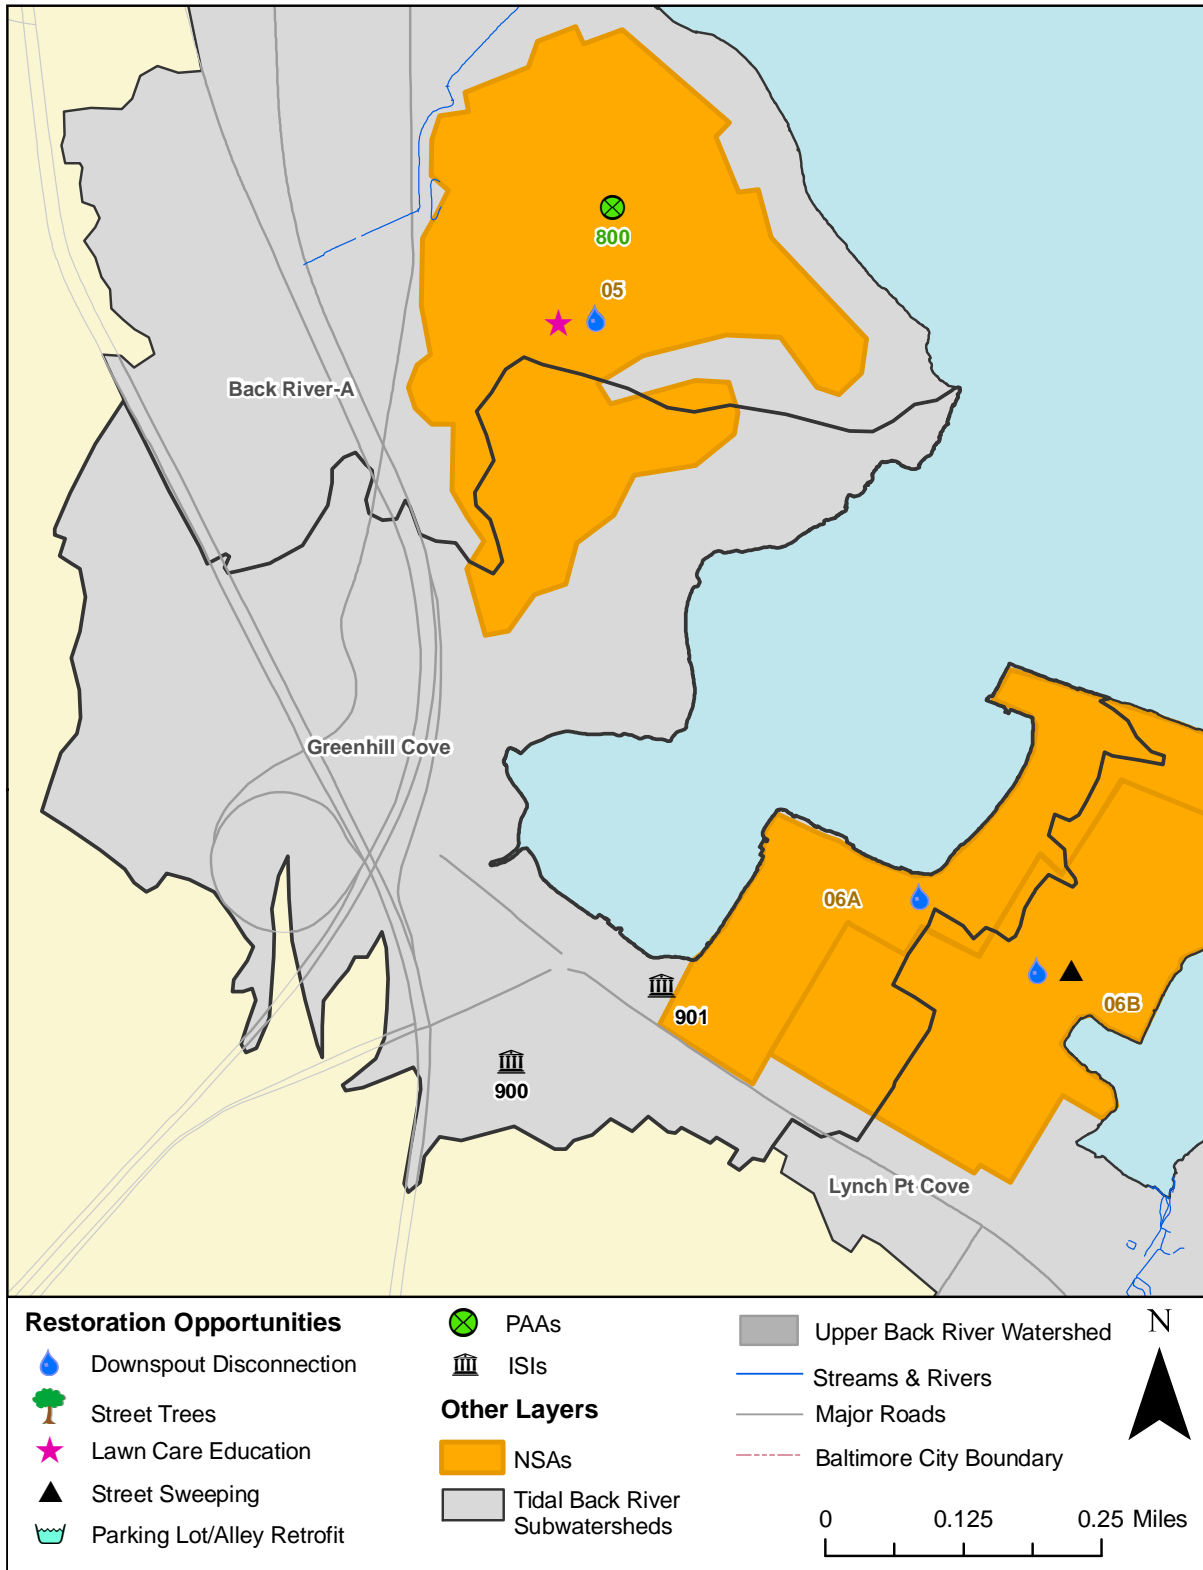 800
05
Back River-A
Greenhill Cove
06A
06B
901
900
Lynch Pt Cove
Restoration Opportunities
Downspout Disconnection
Street Trees
Lawn Care Education
Street Sweeping
Parking Lot/Alley Retrofit
PAAs
ISIs
Other Layers
NSAs
Tidal Back River
Subwatersheds
Upper Back River Watershed
Streams & Rivers
Major Roads
Baltimore City Boundary
N
0 0.125 0.25 Miles